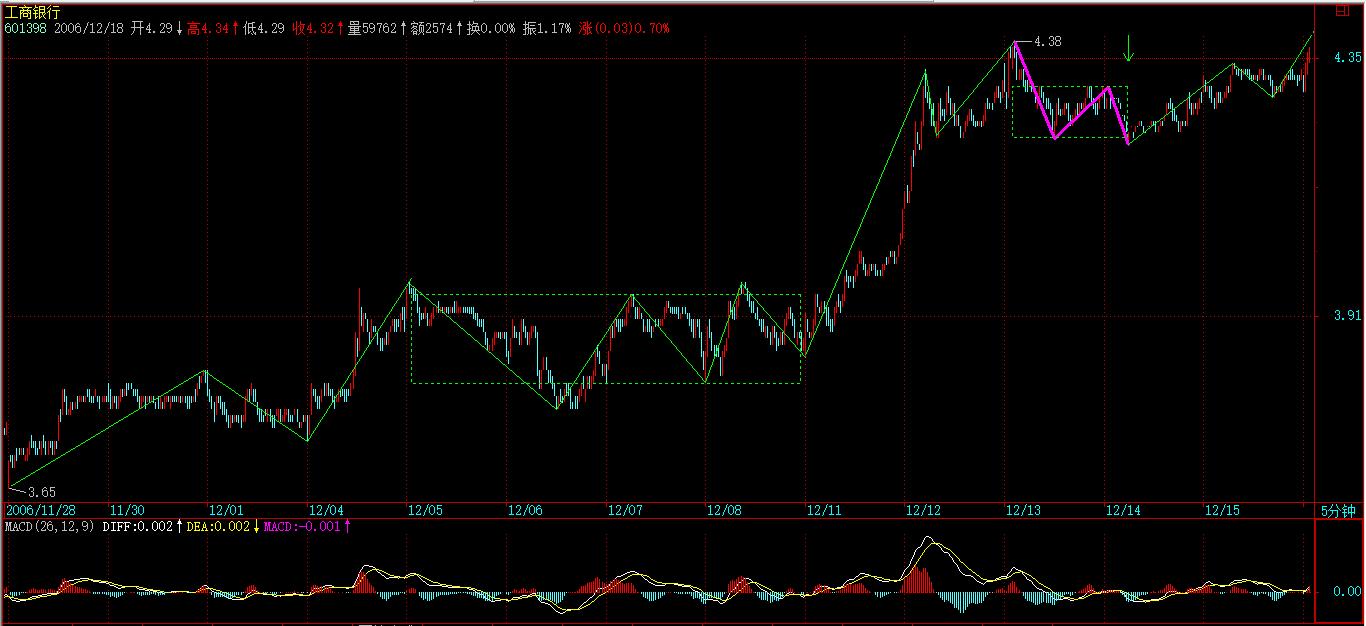 工商银行
601398 2006/12/18 开4.29↓高4.34↑低4.29 收4.32↑量59762↑额2574↑换0.00% 振1.17% 涨(0.03)0.70%
4.38
4.35
3.91
3.65
2006/11/28 11/30 12/01 12/04 12/05 12/06 12/07 12/08 12/11 12/12 12/13 12/14 12/15 5分钟
MACD(26,12,9) DIFF:0.002↑DEA:0.002↓MACD:-0.001↑
0.00